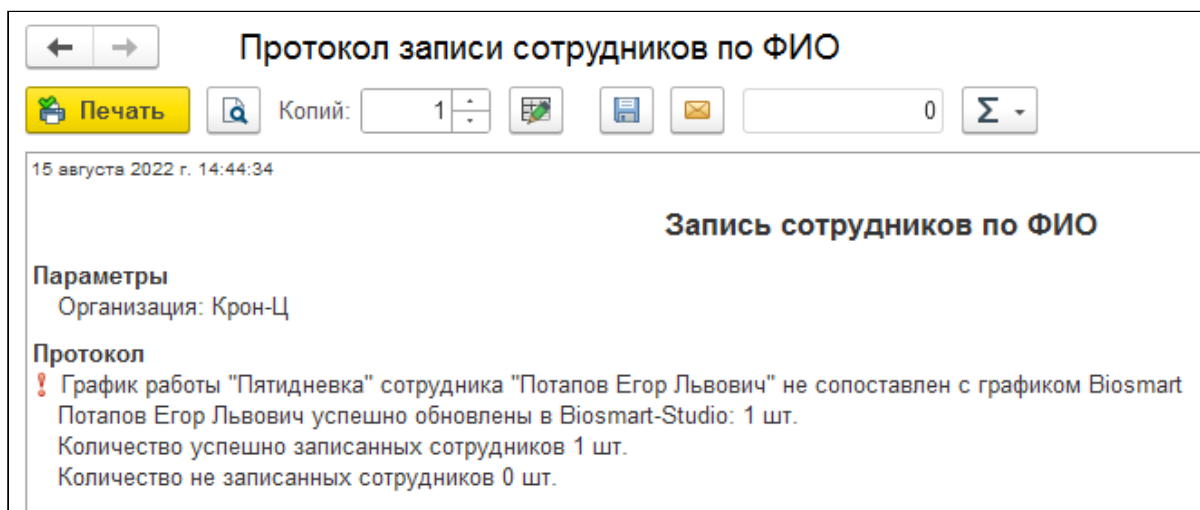 Протокол записи сотрудников по ФИО
Печать Копий: 1 0 Σ
15 августа 2022 г. 14:44:34
Запись сотрудников по ФИО
Параметры
Организация: Крон-Ц
Протокол
! График работы "Пятидневка" сотрудника "Потапов Егор Львович" не сопоставлен с графиком Biosmart
Потапов Егор Львович успешно обновлены в Biosmart-Studio: 1 шт.
Количество успешно записанных сотрудников 1 шт.
Количество не записанных сотрудников 0 шт.